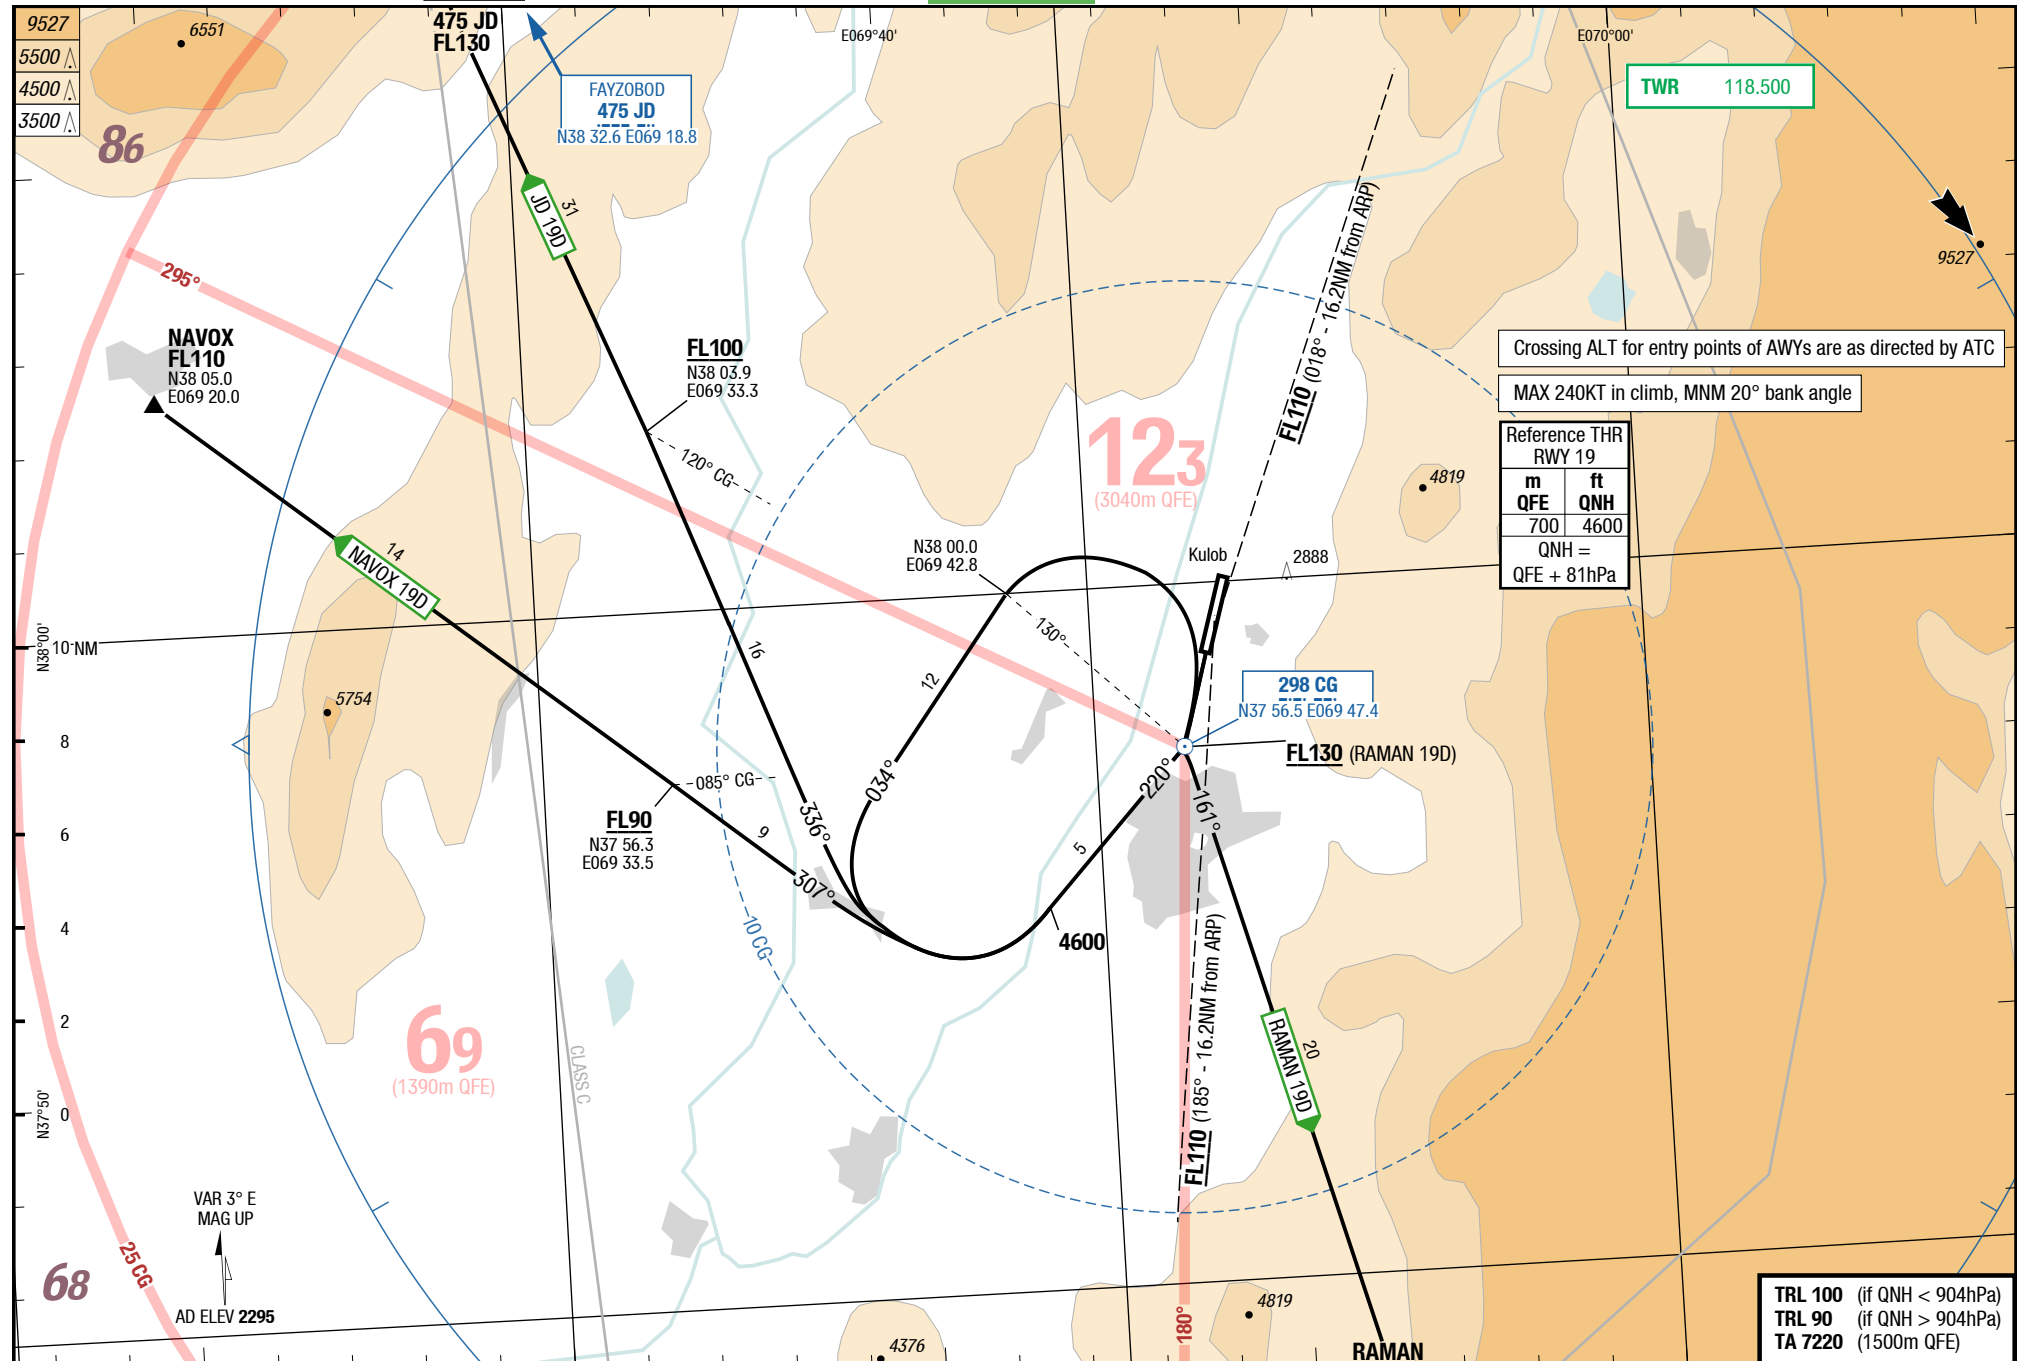 9527
5500
4500
3500
6551
86
475 JD
FL130
FAYZOBOD
475 JD
N38 32.6 E069 18.8
E069°40'
E070°00'
TWR 118.500
9527
JD 19D
31
295°
NAVOX
FL110
N38 05.0
E069 20.0
FL100
N38 03.9
E069 33.3
120° CG
FL110 (018° - 16.2NM from ARP)
Crossing ALT for entry points of AWYs are as directed by ATC
MAX 240KT in climb, MNM 20° bank angle
Reference THR
RWY 19
m ft
QFE QNH
700 4600
QNH =
QFE + 81hPa
123
(3040m QFE)
4819
14
NAVOX 19D
N38 00.0
E069 42.8
Kulob
2888
130°
N38°00'
10 NM
16
12
5754
298 CG
N37 56.5 E069 47.4
FL130 (RAMAN 19D)
8
085° CG
034°
220°
161°
336°
FL90
N37 56.3
E069 33.5
9
6
5
307°
4
10 CG
4600
2
69
(1390m QFE)
CLASS C
RAMAN 19D
20
FL110 (185° - 16.2NM from ARP)
N37°50'
0
VAR 3° E
MAG UP
25 CG
68
AD ELEV 2295
4376
4819
180°
RAMAN
TRL 100 (if QNH < 904hPa)
TRL 90 (if QNH > 904hPa)
TA 7220 (1500m QFE)